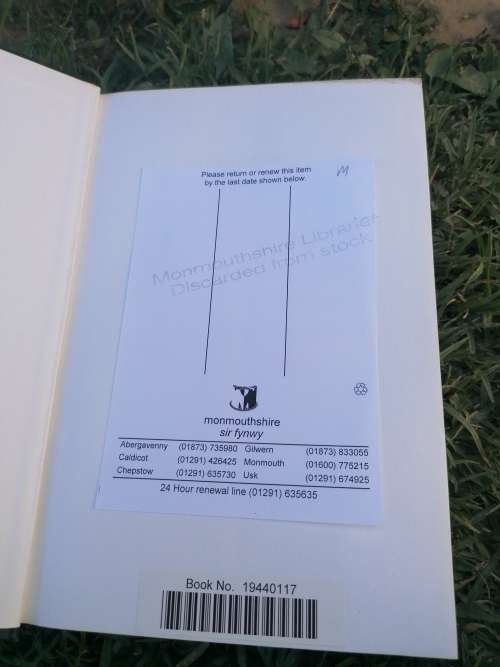 Please return or renew this item
by the last date shown below.
M
Monmouthshire Libraries
Discarded from stock
monmouthshire
sir fynwy
Abergavenny (01873) 735980 Gilwern (01873) 833055
Caldicot (01291) 426425 Monmouth (01600) 775215
Chepstow (01291) 635730 Usk (01291) 674925
24 Hour renewal line (01291) 635635
Book No. 19440117